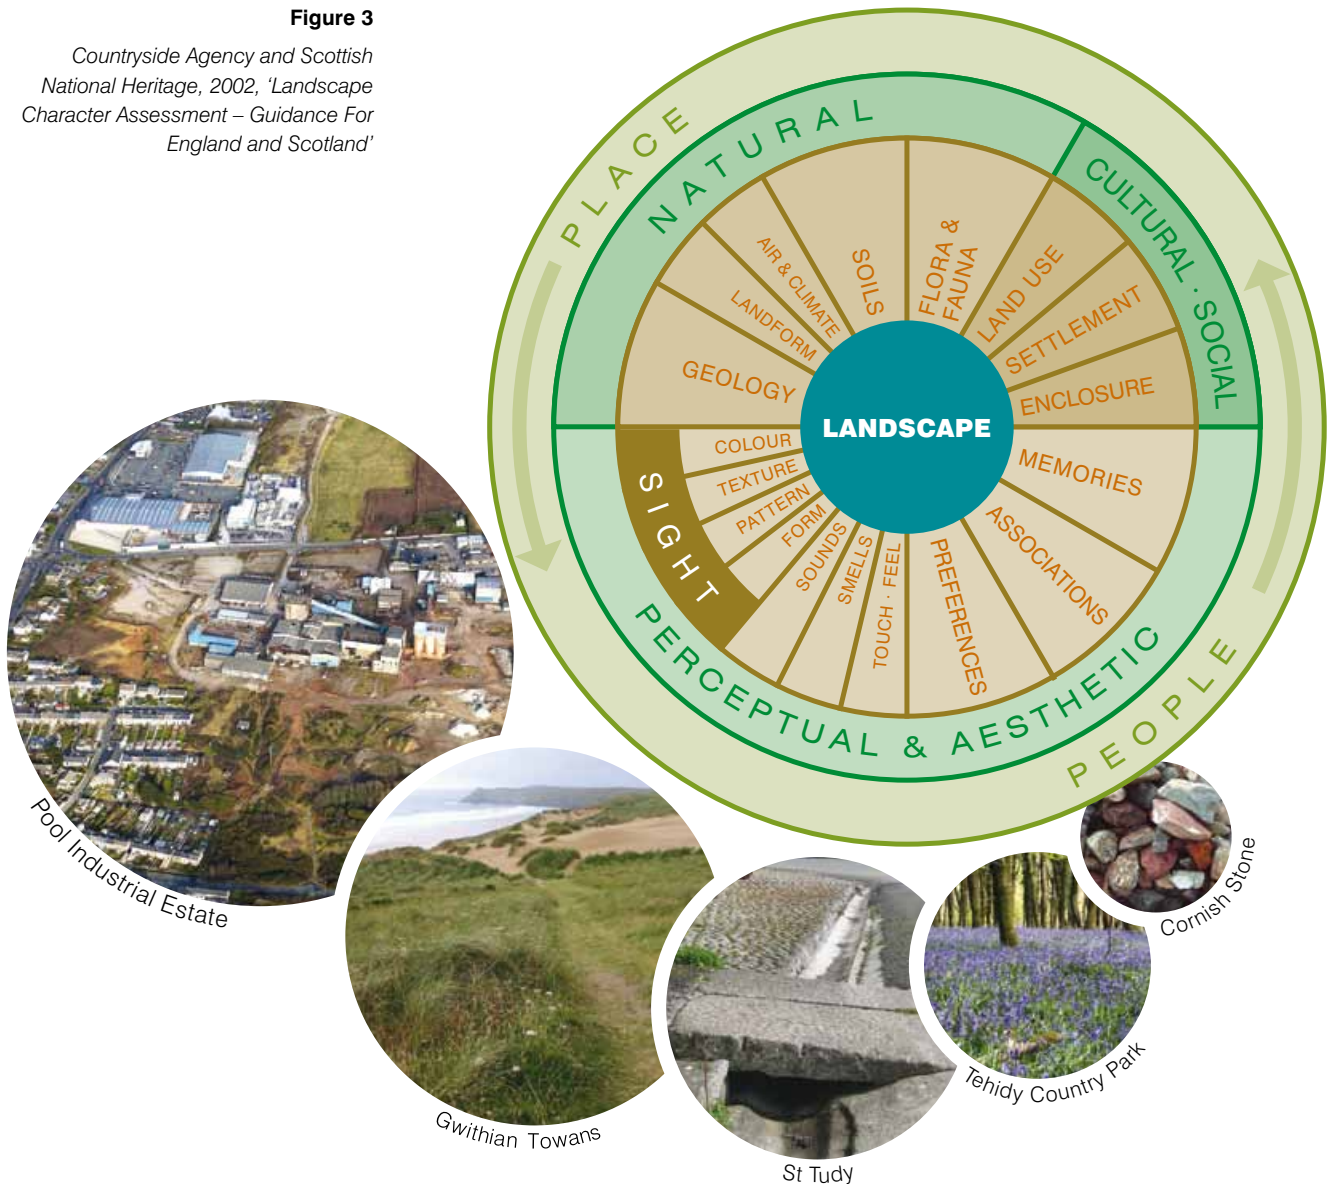 Figure 3
Countryside Agency and Scottish
National Heritage, 2002, ‘Landscape
Character Assessment – Guidance For
England and Scotland’
PLACE
NATURAL
CULTURAL · SOCIAL
GEOLOGY
LANDFORM
AIR & CLIMATE
SOILS
FLORA &
FAUNA
LAND USE
SETTLEMENT
ENCLOSURE
LANDSCAPE
SIGHT
COLOUR
TEXTURE
PATTERN
FORM
SOUNDS
SMELLS
TOUCH · FEEL
PREFERENCES
ASSOCIATIONS
MEMORIES
PERCEPTUAL & AESTHETIC
PEOPLE
Pool Industrial Estate
Gwithian Towans
St Tudy
Tehidy Country Park
Cornish Stone